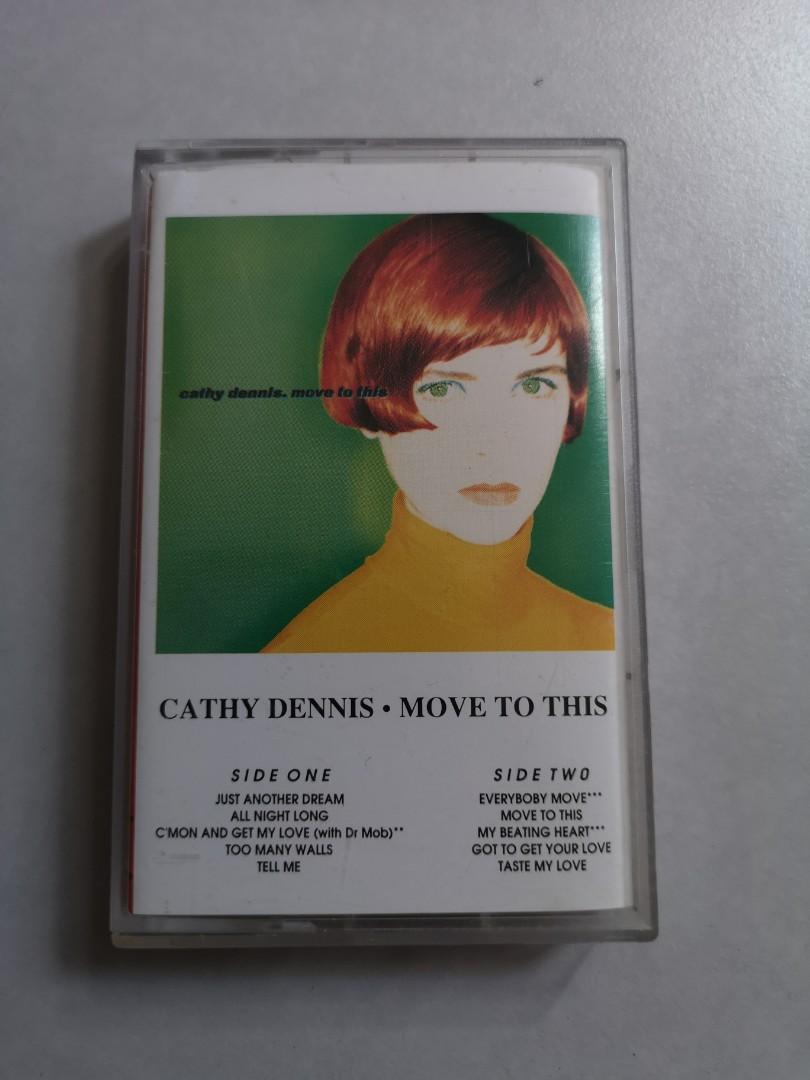 cathy dennis. move to this
CATHY DENNIS • MOVE TO THIS
SIDE ONE
JUST ANOTHER DREAM
ALL NIGHT LONG
C'MON AND GET MY LOVE (with Dr Mob)**
TOO MANY WALLS
TELL ME
SIDE TWO
EVERYBOBY MOVE***
MOVE TO THIS
MY BEATING HEART***
GOT TO GET YOUR LOVE
TASTE MY LOVE